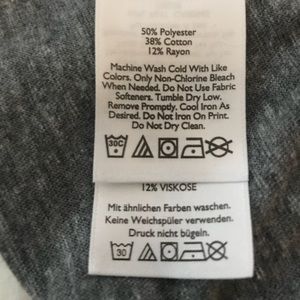 50% Polyester
38% Cotton
12% Rayon
Machine Wash Cold With Like
Colors. Only Non-Chlorine Bleach
When Needed. Do Not Use Fabric
Softeners. Tumble Dry Low.
Remove Promptly. Cool Iron As
Desired. Do Not Iron On Print.
Do Not Dry Clean.
30C
12% VISKOSE
Mit ähnlichen Farben waschen.
Keine Weichspüler verwenden.
Druck nicht bügeln.
30